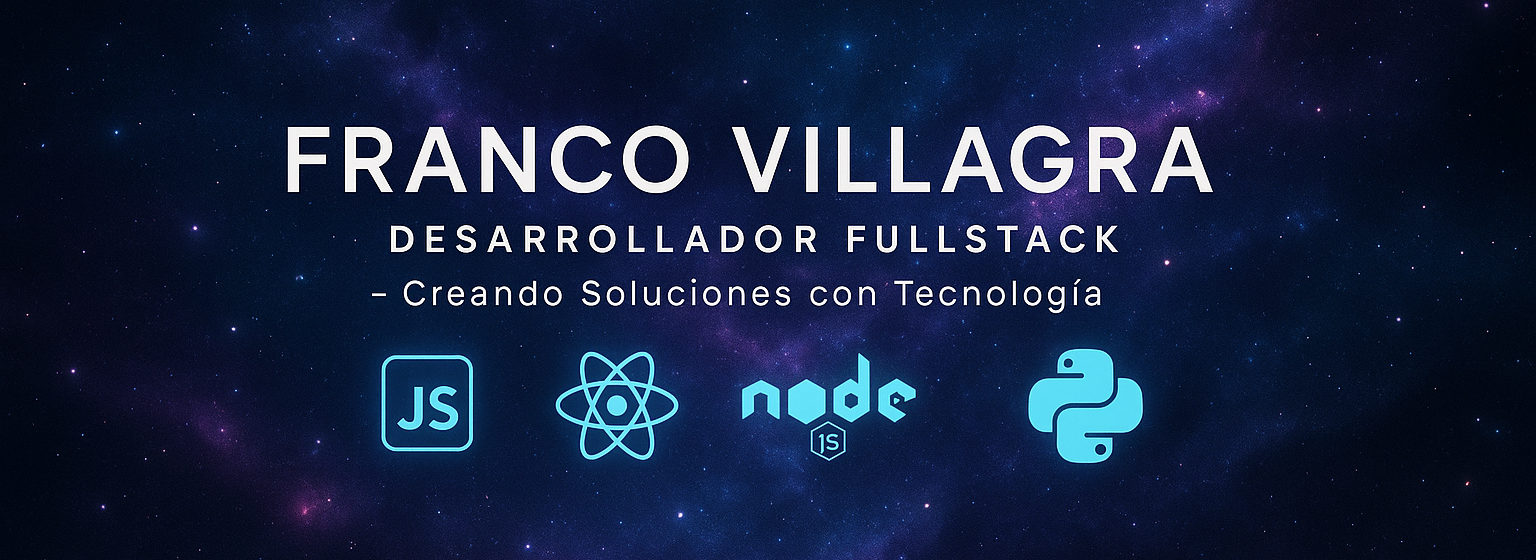 FRANCO VILLAGRA
DESARROLLADOR FULLSTACK
– Creando Soluciones con Tecnología
JS
node
JS